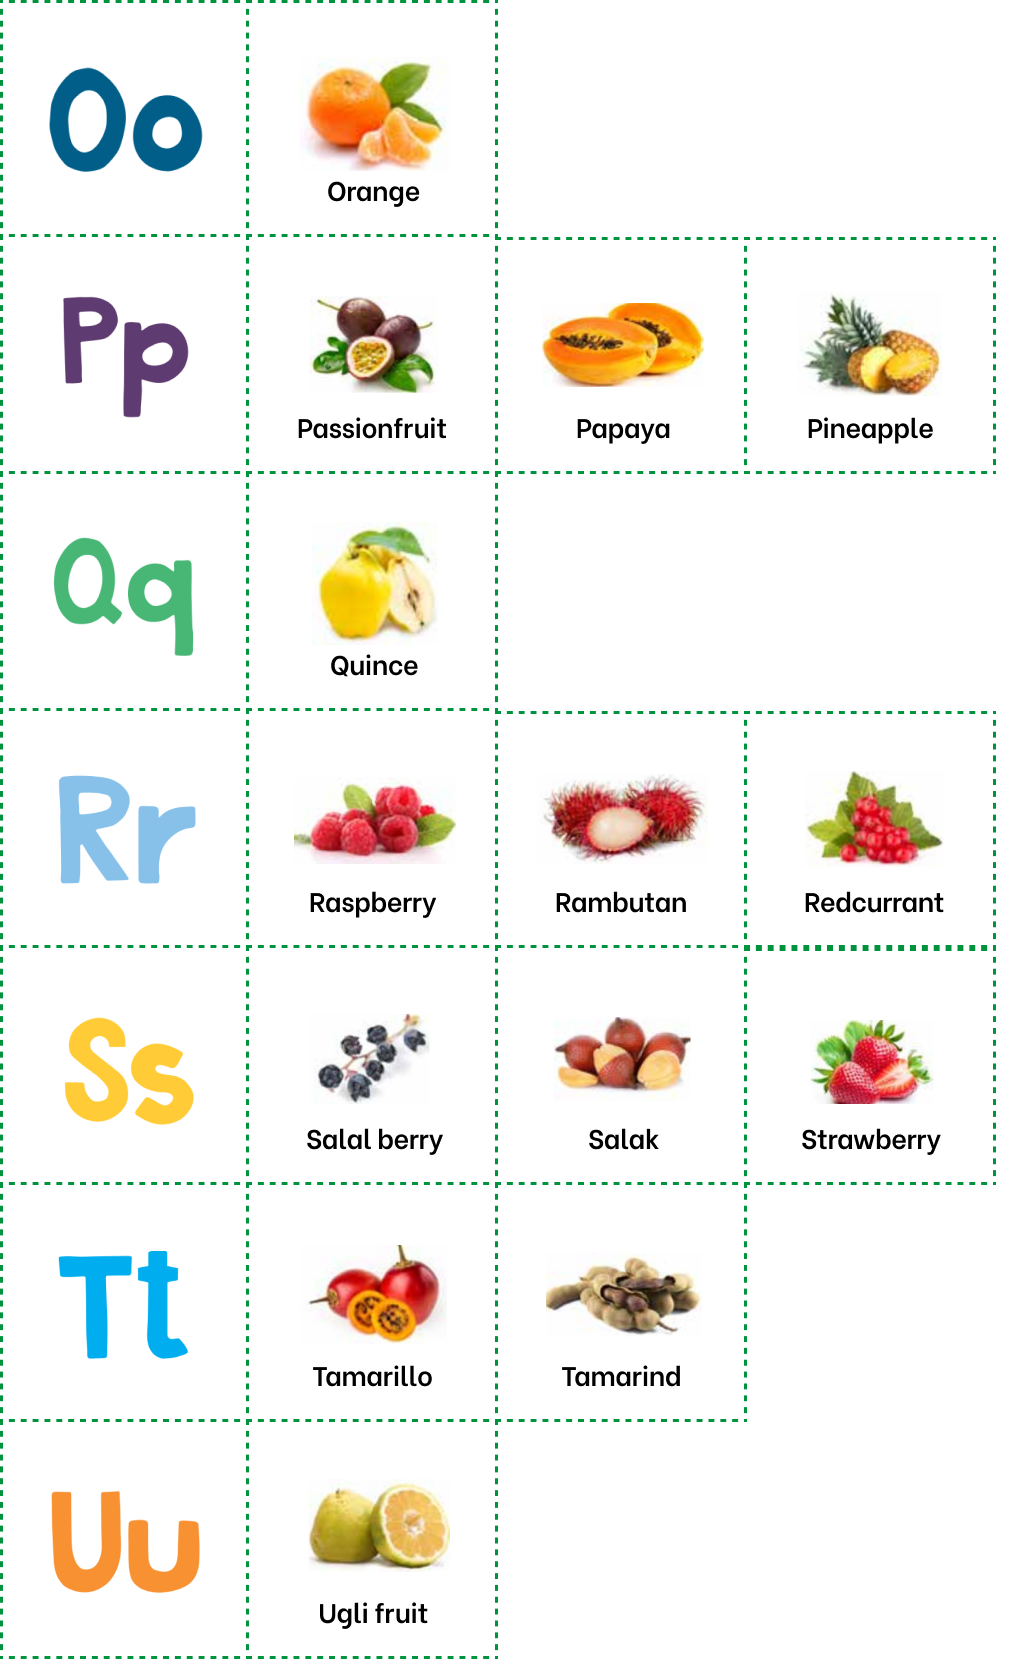 Oo
Orange
Pp
Passionfruit
Papaya
Pineapple
Qq
Quince
Rr
Raspberry
Rambutan
Redcurrant
Ss
Salal berry
Salak
Strawberry
Tt
Tamarillo
Tamarind
Uu
Ugli fruit